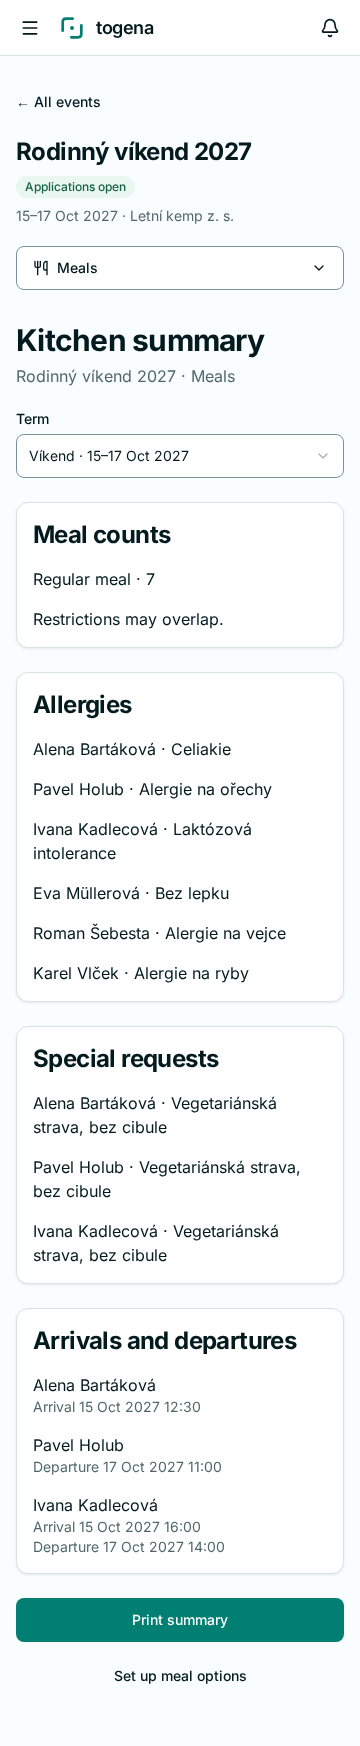 togena
← All events
Rodinný víkend 2027
Applications open
15–17 Oct 2027 · Letní kemp z. s.
Meals
Kitchen summary
Rodinný víkend 2027 · Meals
Term
Víkend · 15–17 Oct 2027
Meal counts
Regular meal · 7
Restrictions may overlap.
Allergies
Alena Bartáková · Celiakie
Pavel Holub · Alergie na ořechy
Ivana Kadlecová · Laktózová
intolerance
Eva Müllerová · Bez lepku
Roman Šebesta · Alergie na vejce
Karel Vlček · Alergie na ryby
Special requests
Alena Bartáková · Vegetariánská
strava, bez cibule
Pavel Holub · Vegetariánská strava,
bez cibule
Ivana Kadlecová · Vegetariánská
strava, bez cibule
Arrivals and departures
Alena Bartáková
Arrival 15 Oct 2027 12:30
Pavel Holub
Departure 17 Oct 2027 11:00
Ivana Kadlecová
Arrival 15 Oct 2027 16:00
Departure 17 Oct 2027 14:00
Print summary
Set up meal options